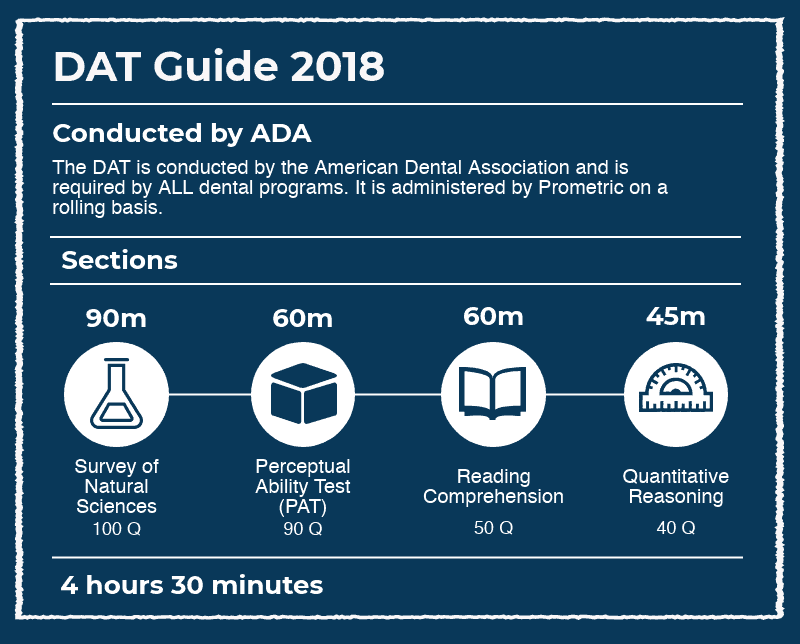 DAT Guide 2018
Conducted by ADA
The DAT is conducted by the American Dental Association and is
required by ALL dental programs. It is administered by Prometric on a
rolling basis.
Sections
90m
60m
60m
45m
Survey of
Natural
Sciences
100 Q
Perceptual
Ability Test
(PAT)
90 Q
Reading
Comprehension
50 Q
Quantitative
Reasoning
40 Q
4 hours 30 minutes